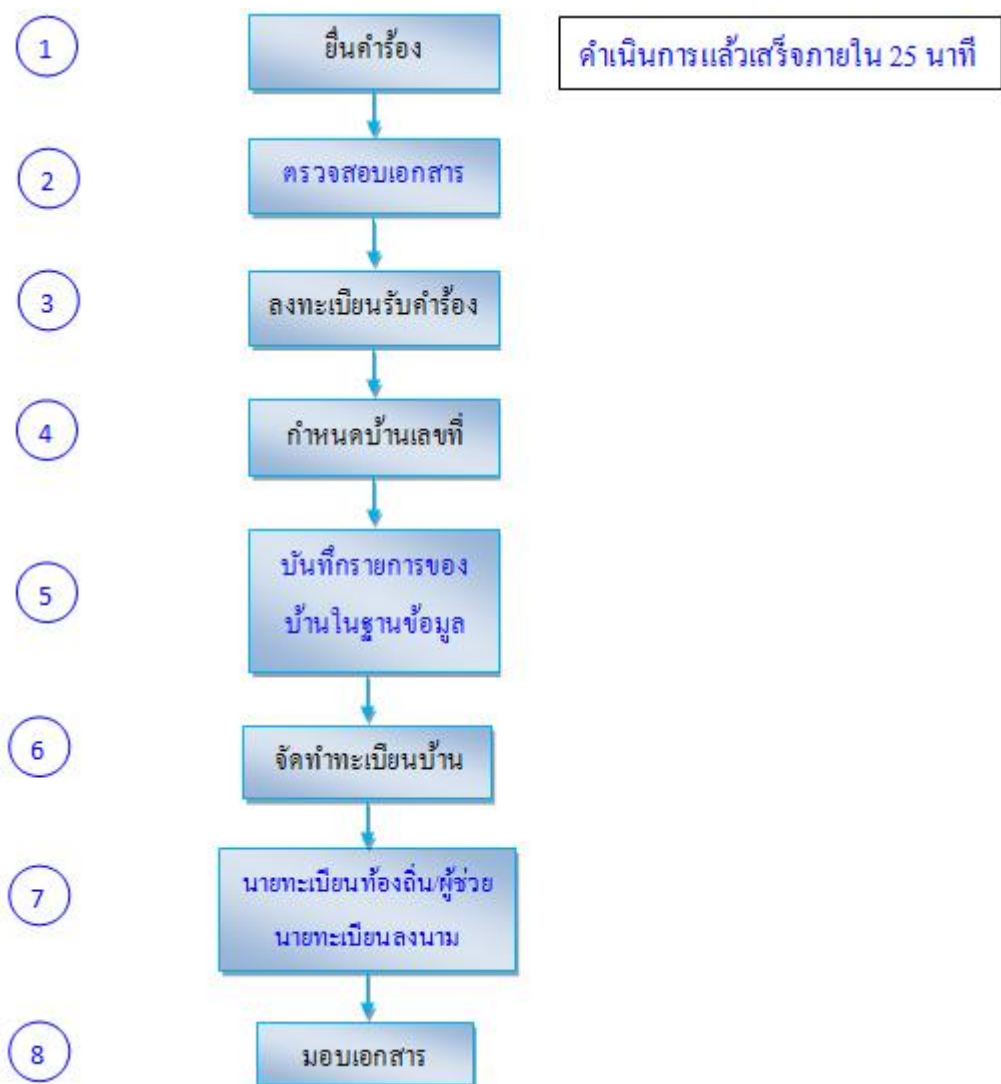 1
ยื่นคำร้อง
ดำเนินการแล้วเสร็จภายใน 25 นาที
2
ตรวจสอบเอกสาร
3
ลงทะเบียนรับคำร้อง
4
กำหนดบ้านเลขที่
5
บันทึกรายการของ
บ้านในฐานข้อมูล
6
จัดทำทะเบียนบ้าน
7
นายทะเบียนท้องถิ่น/ผู้ช่วย
นายทะเบียนลงนาม
8
มอบเอกสาร